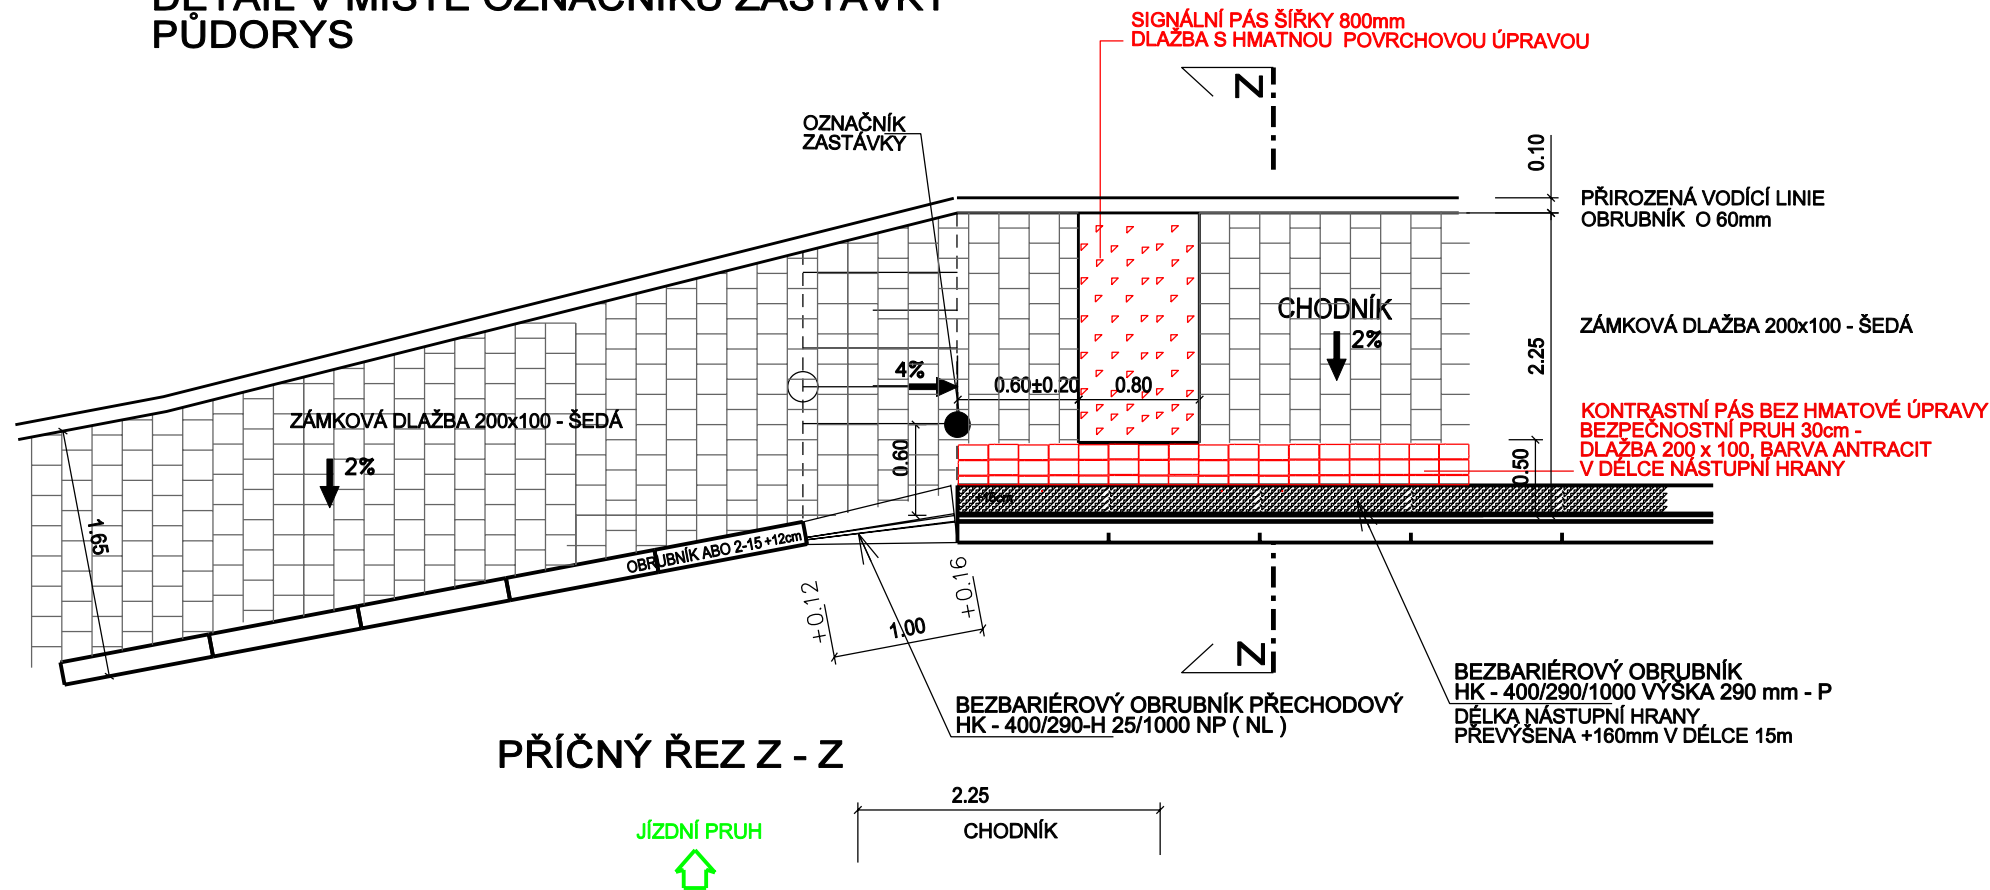 DETAIL V MÍSTĚ OZNAČNÍKU ZASTÁVKY
PŮDORYS
SIGNÁLNÍ PÁS ŠÍŘKY 800mm
DLAŽBA S HMATNOU POVRCHOVOU ÚPRAVOU
Z
OZNAČNÍK
ZASTÁVKY
0.10
PŘIROZENÁ VODÍCÍ LINIE
OBRUBNÍK O 60mm
CHODNÍK
2%
ZÁMKOVÁ DLAŽBA 200x100 - ŠEDÁ
2.25
4%
0.60±0.20
0.80
ZÁMKOVÁ DLAŽBA 200x100 - ŠEDÁ
2%
KONTRASTNÍ PÁS BEZ HMATOVÉ ÚPRAVY
BEZPEČNOSTNÍ PRUH 30cm -
DLAŽBA 200 x 100, BARVA ANTRACIT
V DÉLCE NÁSTUPNÍ HRANY
0.60
0.50
+16cm
1.65
OBRUBNÍK ABO 2-15 +12cm
+0.12
+0.16
1.00
Z
BEZBARIÉROVÝ OBRUBNÍK PŘECHODOVÝ
HK - 400/290-H 25/1000 NP ( NL )
BEZBARIÉROVÝ OBRUBNÍK
HK - 400/290/1000 VÝŠKA 290 mm - P
DÉLKA NÁSTUPNÍ HRANY
PŘEVÝŠENA +160mm V DÉLCE 15m
PŘÍČNÝ ŘEZ Z - Z
2.25
JÍZDNÍ PRUH
CHODNÍK